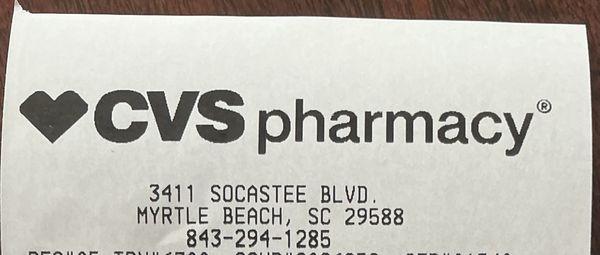 CVS pharmacy®
3411 SOCASTEE BLVD.
MYRTLE BEACH, SC 29588
843-294-1285